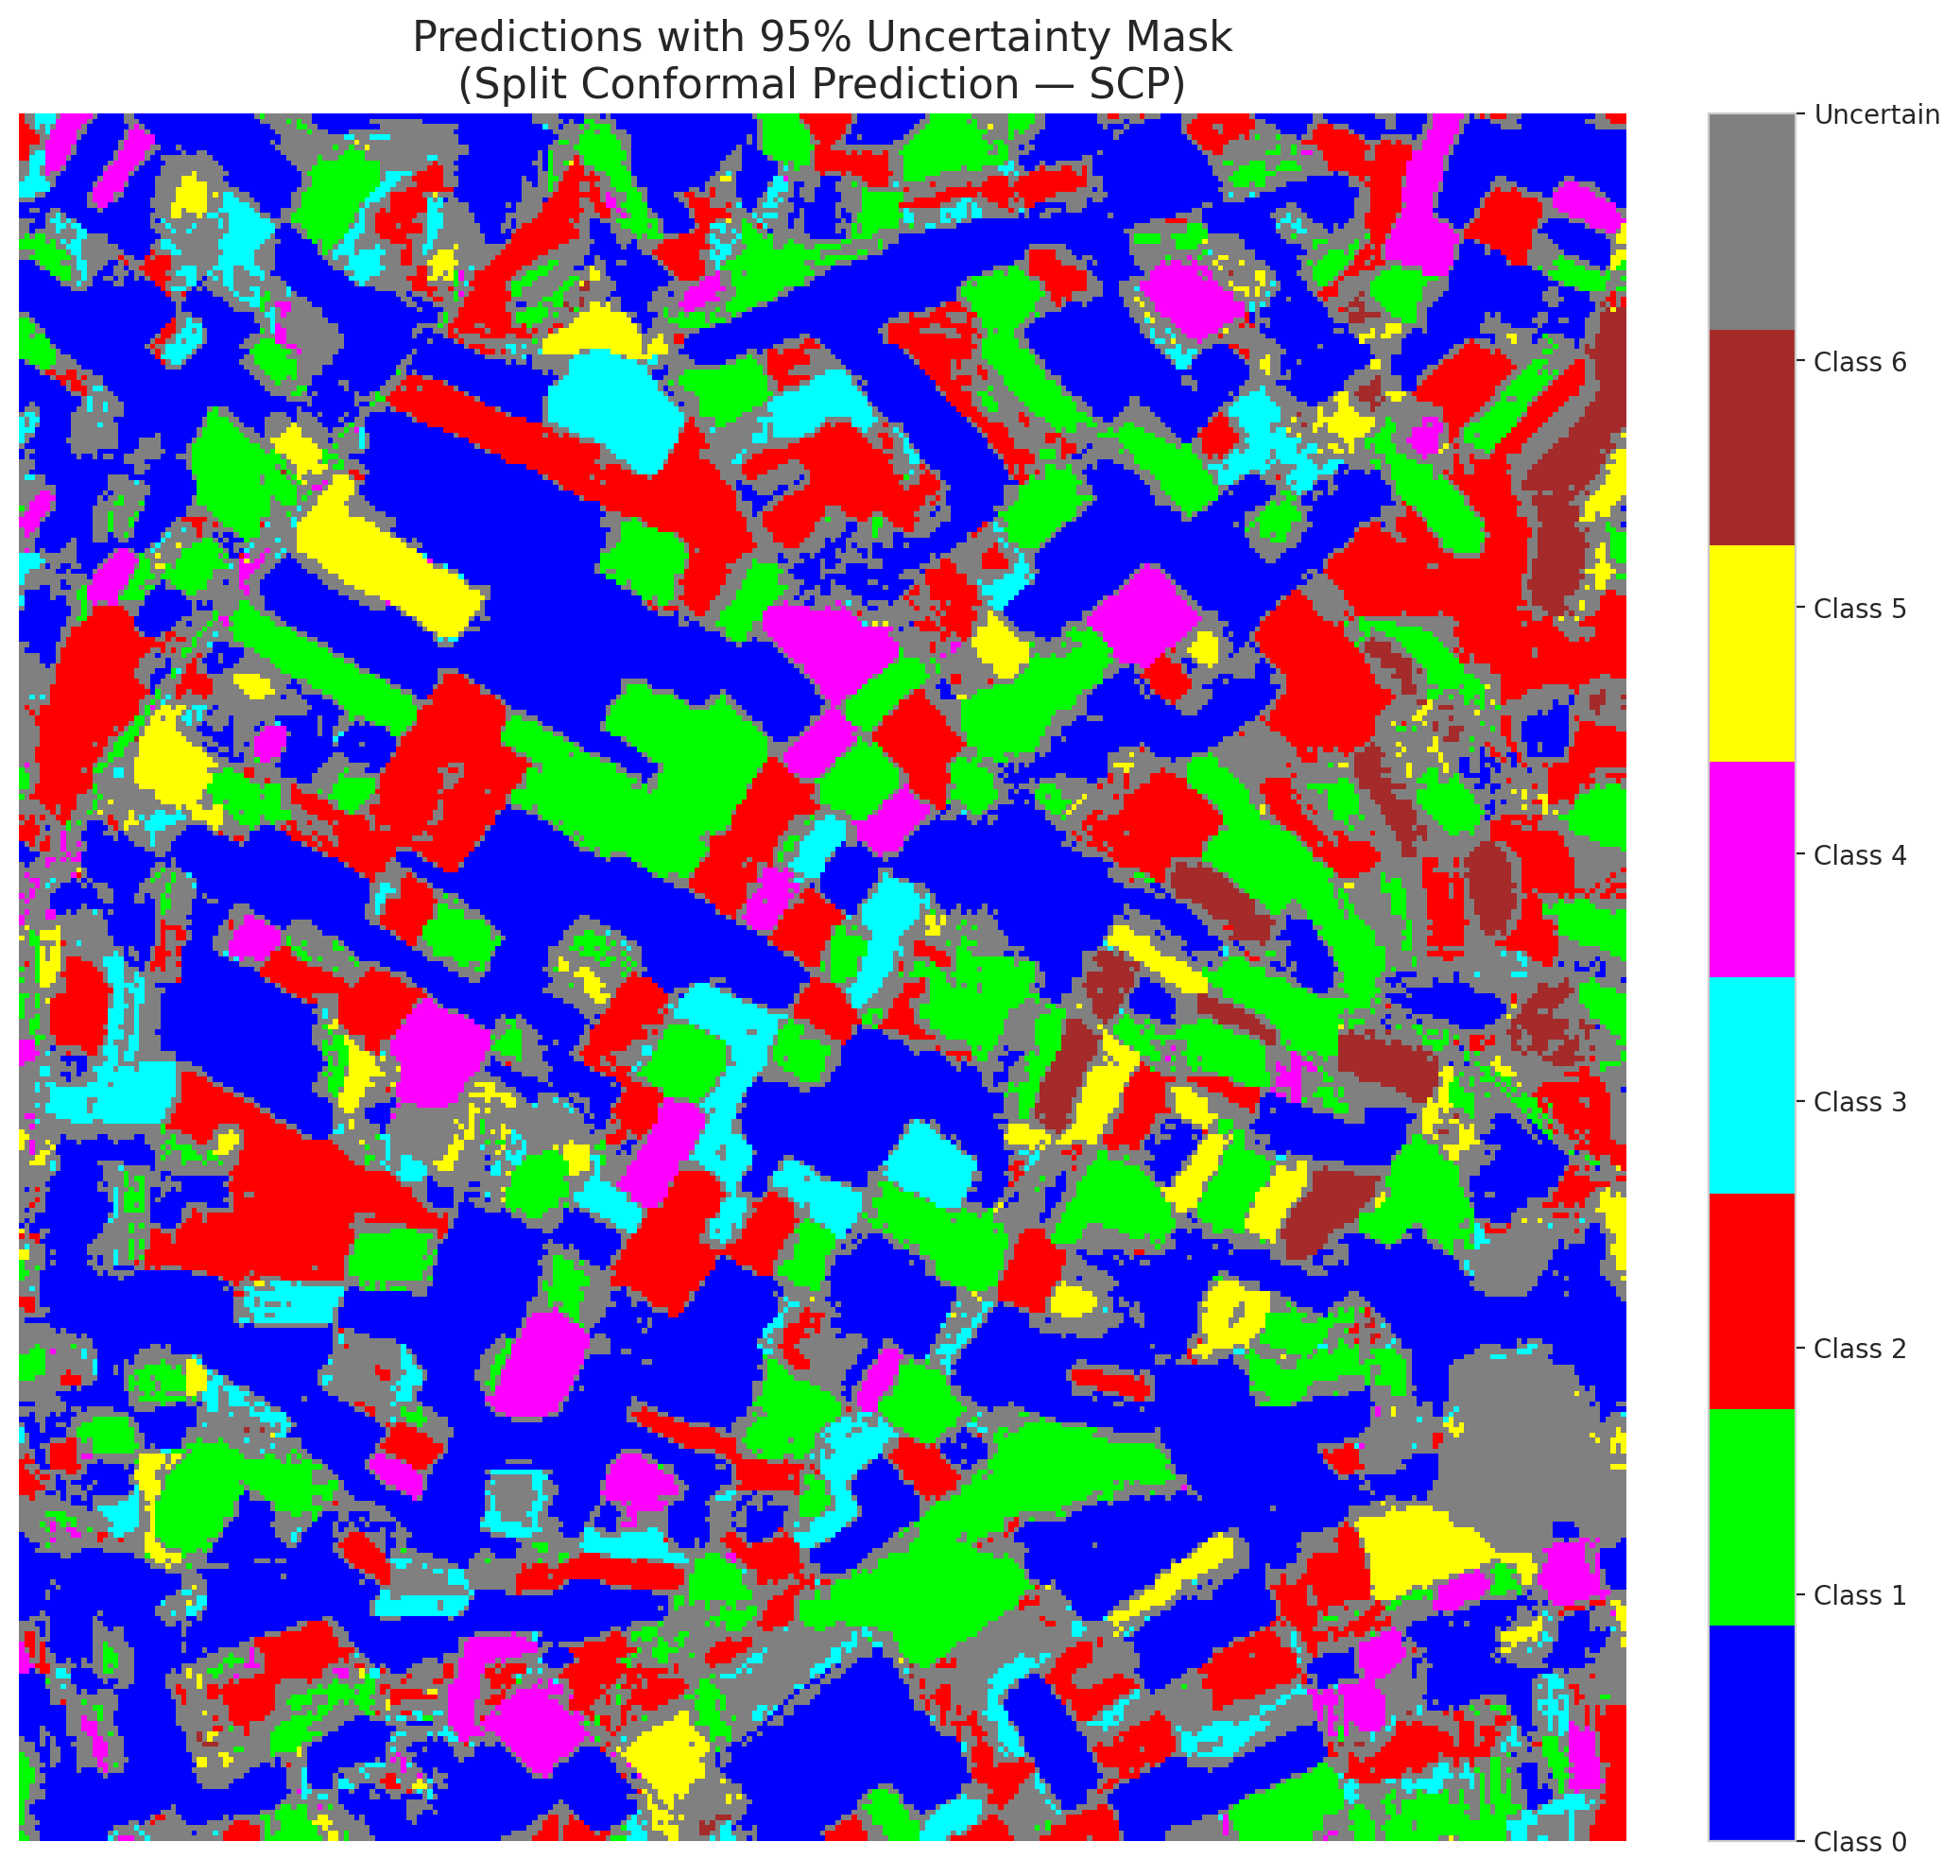 Predictions with 95% Uncertainty Mask
(Split Conformal Prediction — SCP)
Uncertain
Class 6
Class 5
Class 4
Class 3
Class 2
Class 1
Class 0